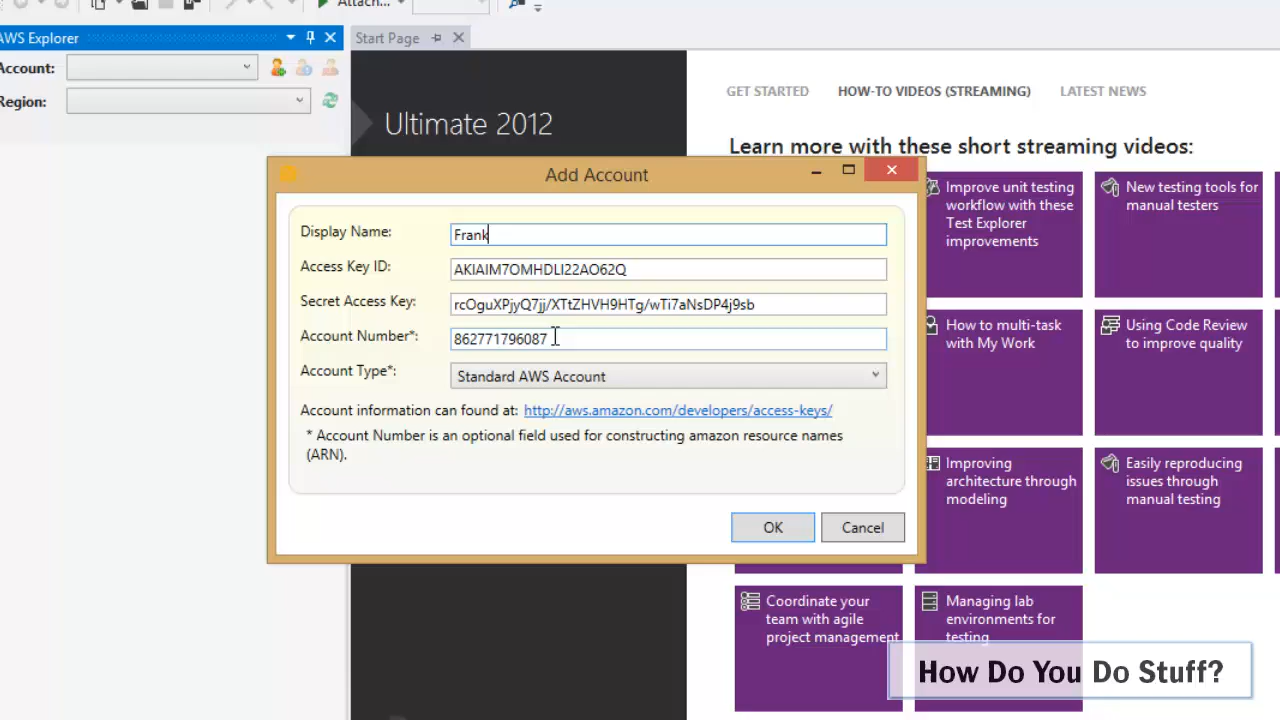 Attach...
AWS Explorer
Start Page
Account:
Region:
Ultimate 2012
GET STARTED HOW-TO VIDEOS (STREAMING) LATEST NEWS
Learn more with these short streaming videos:
Add Account
Display Name: Frank
Access Key ID: AKIAIM7OMHDLI22AO62Q
Secret Access Key: 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
Account Number*: 862771796087
Account Type*: Standard AWS Account
Account information can found at: http://aws.amazon.com/developers/access-keys/
* Account Number is an optional field used for constructing amazon resource names
(ARN).
OK Cancel
Improve unit testing
workflow with these
Test Explorer
improvements
New testing tools for
manual testers
How to multi-task
with My Work
Using Code Review
to improve quality
Improving
architecture through
modeling
Easily reproducing
issues through
manual testing
Coordinate your
team with agile
project management
Managing lab
environments for
testing
How Do You Do Stuff?